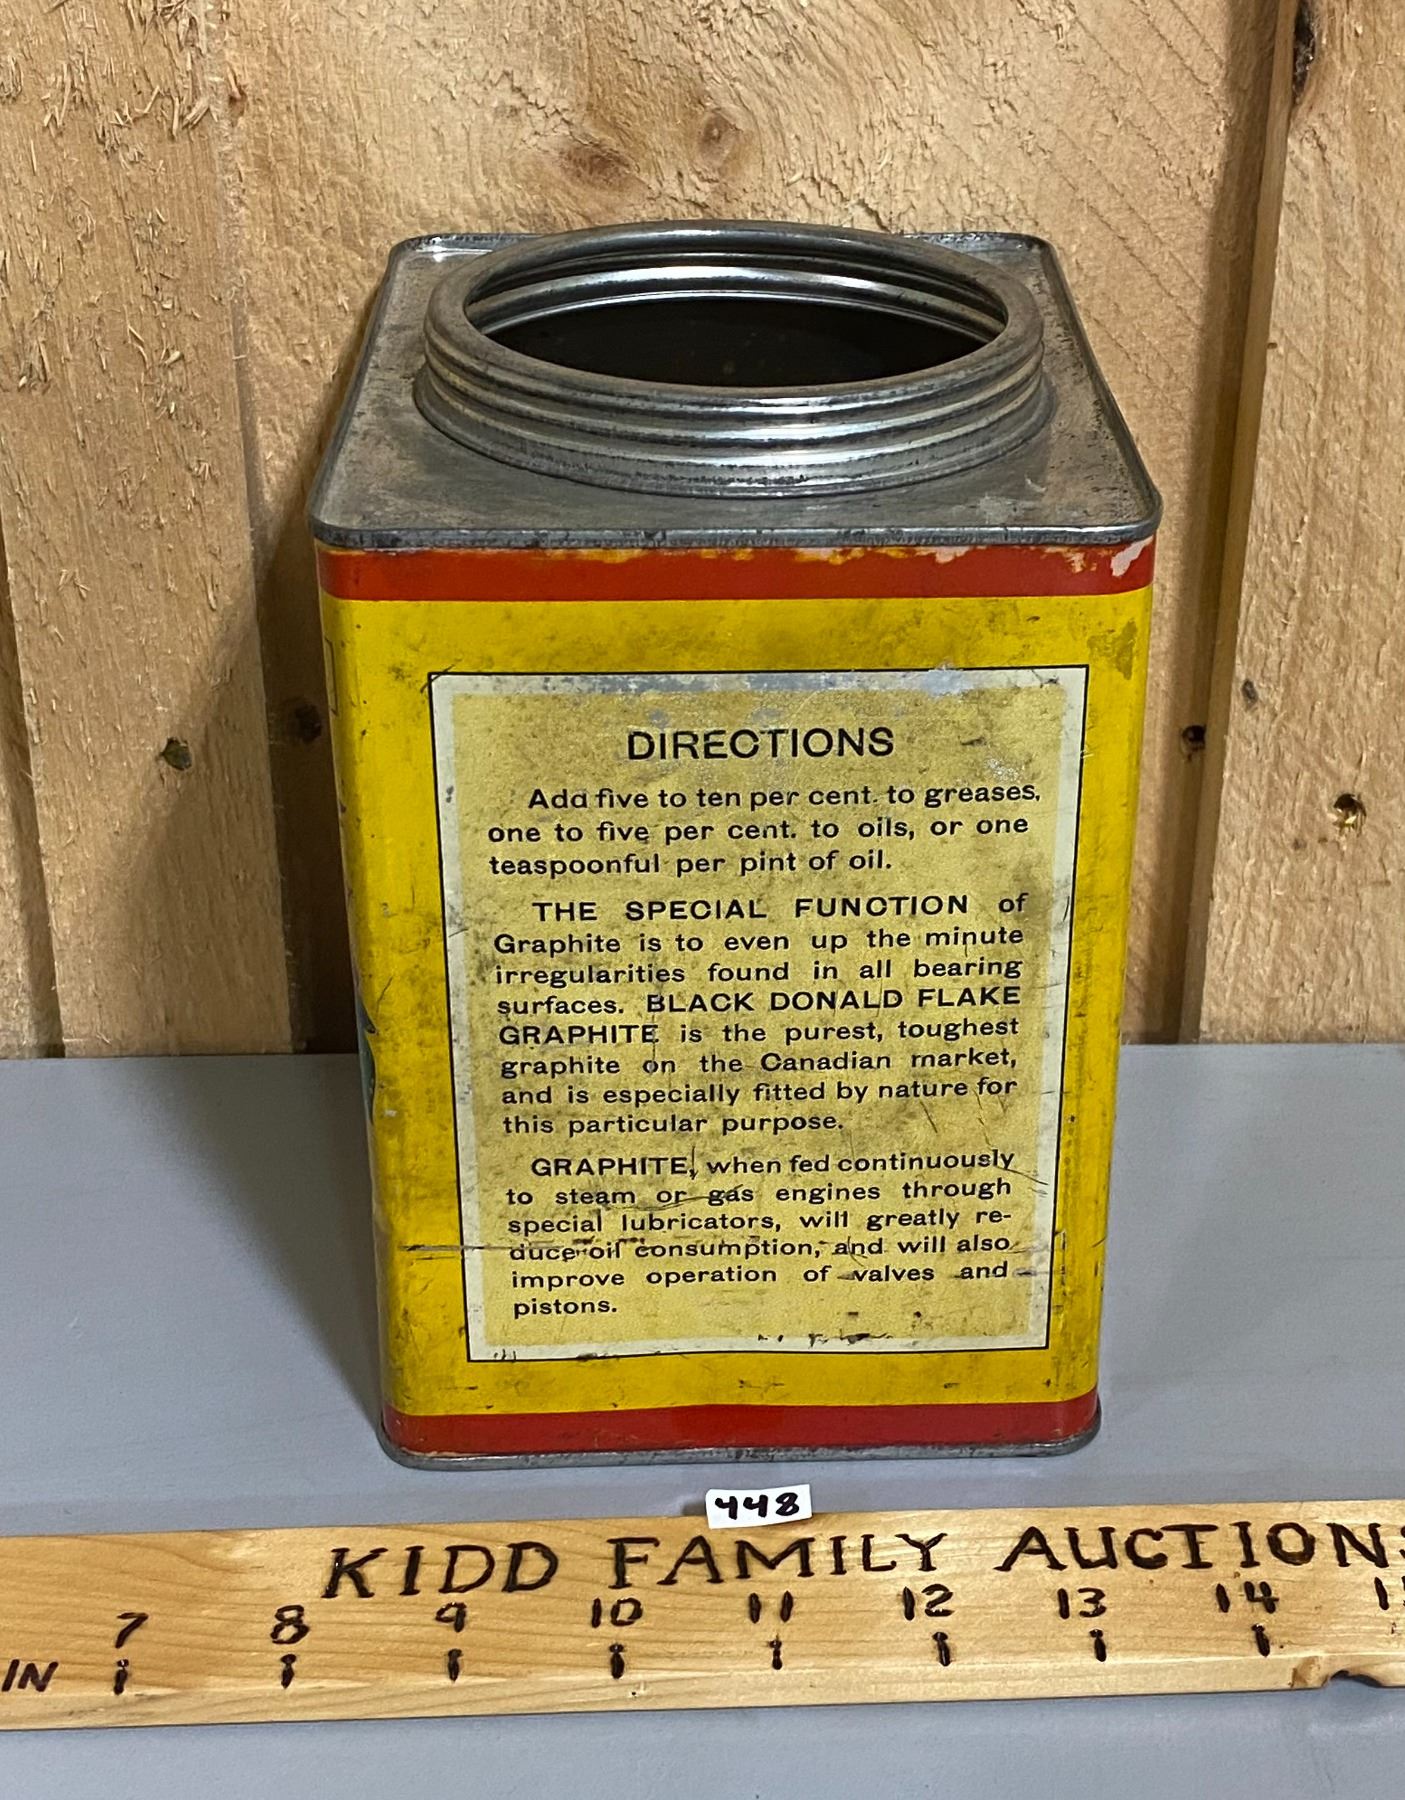 DIRECTIONS
Add five to ten per cent. to greases,
one to five per cent. to oils, or one
teaspoonful per pint of oil.
THE SPECIAL FUNCTION of
Graphite is to even up the minute
irregularities found in all bearing
surfaces. BLACK DONALD FLAKE
GRAPHITE is the purest, toughest
graphite on the Canadian market,
and is especially fitted by nature for
this particular purpose.
GRAPHITE, when fed continuously
to steam or gas engines through
special lubricators, will greatly re-
duce oil consumption, and will also
improve operation of valves and
pistons.
448
KIDD FAMILY AUCTIONS
7 8 9 10 11 12 13 14
IN